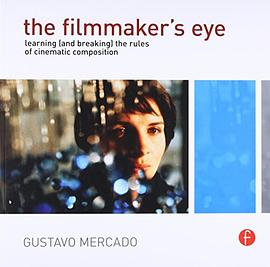 the filmmaker's eye
learning (and breaking) the rules
of cinematic composition
GUSTAVO MERCADO
f